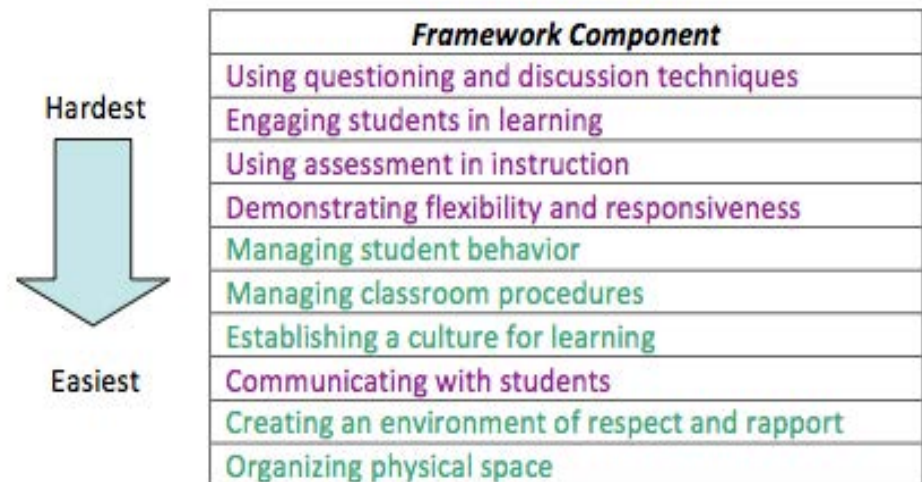 Framework Component
Using questioning and discussion techniques
Hardest
Engaging students in learning
Using assessment in instruction
Demonstrating flexibility and responsiveness
Managing student behavior
Managing classroom procedures
Establishing a culture for learning
Easiest
Communicating with students
Creating an environment of respect and rapport
Organizing physical space